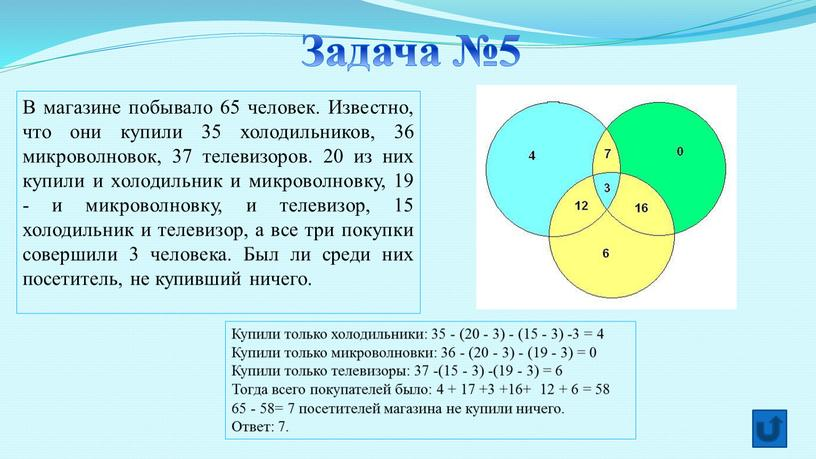 Задача №5
В магазине побывало 65 человек. Известно,
что они купили 35 холодильников, 36
микроволновок, 37 телевизоров. 20 из них
купили и холодильник и микроволновку, 19
- и микроволновку, и телевизор, 15
холодильник и телевизор, а все три покупки
совершили 3 человека. Был ли среди них
посетитель, не купивший ничего.
4
7
0
3
12
16
6
Купили только холодильники: 35 - (20 - 3) - (15 - 3) -3 = 4
Купили только микроволновки: 36 - (20 - 3) - (19 - 3) = 0
Купили только телевизоры: 37 -(15 - 3) -(19 - 3) = 6
Тогда всего покупателей было: 4 + 17 +3 +16+ 12 + 6 = 58
65 - 58= 7 посетителей магазина не купили ничего.
Ответ: 7.